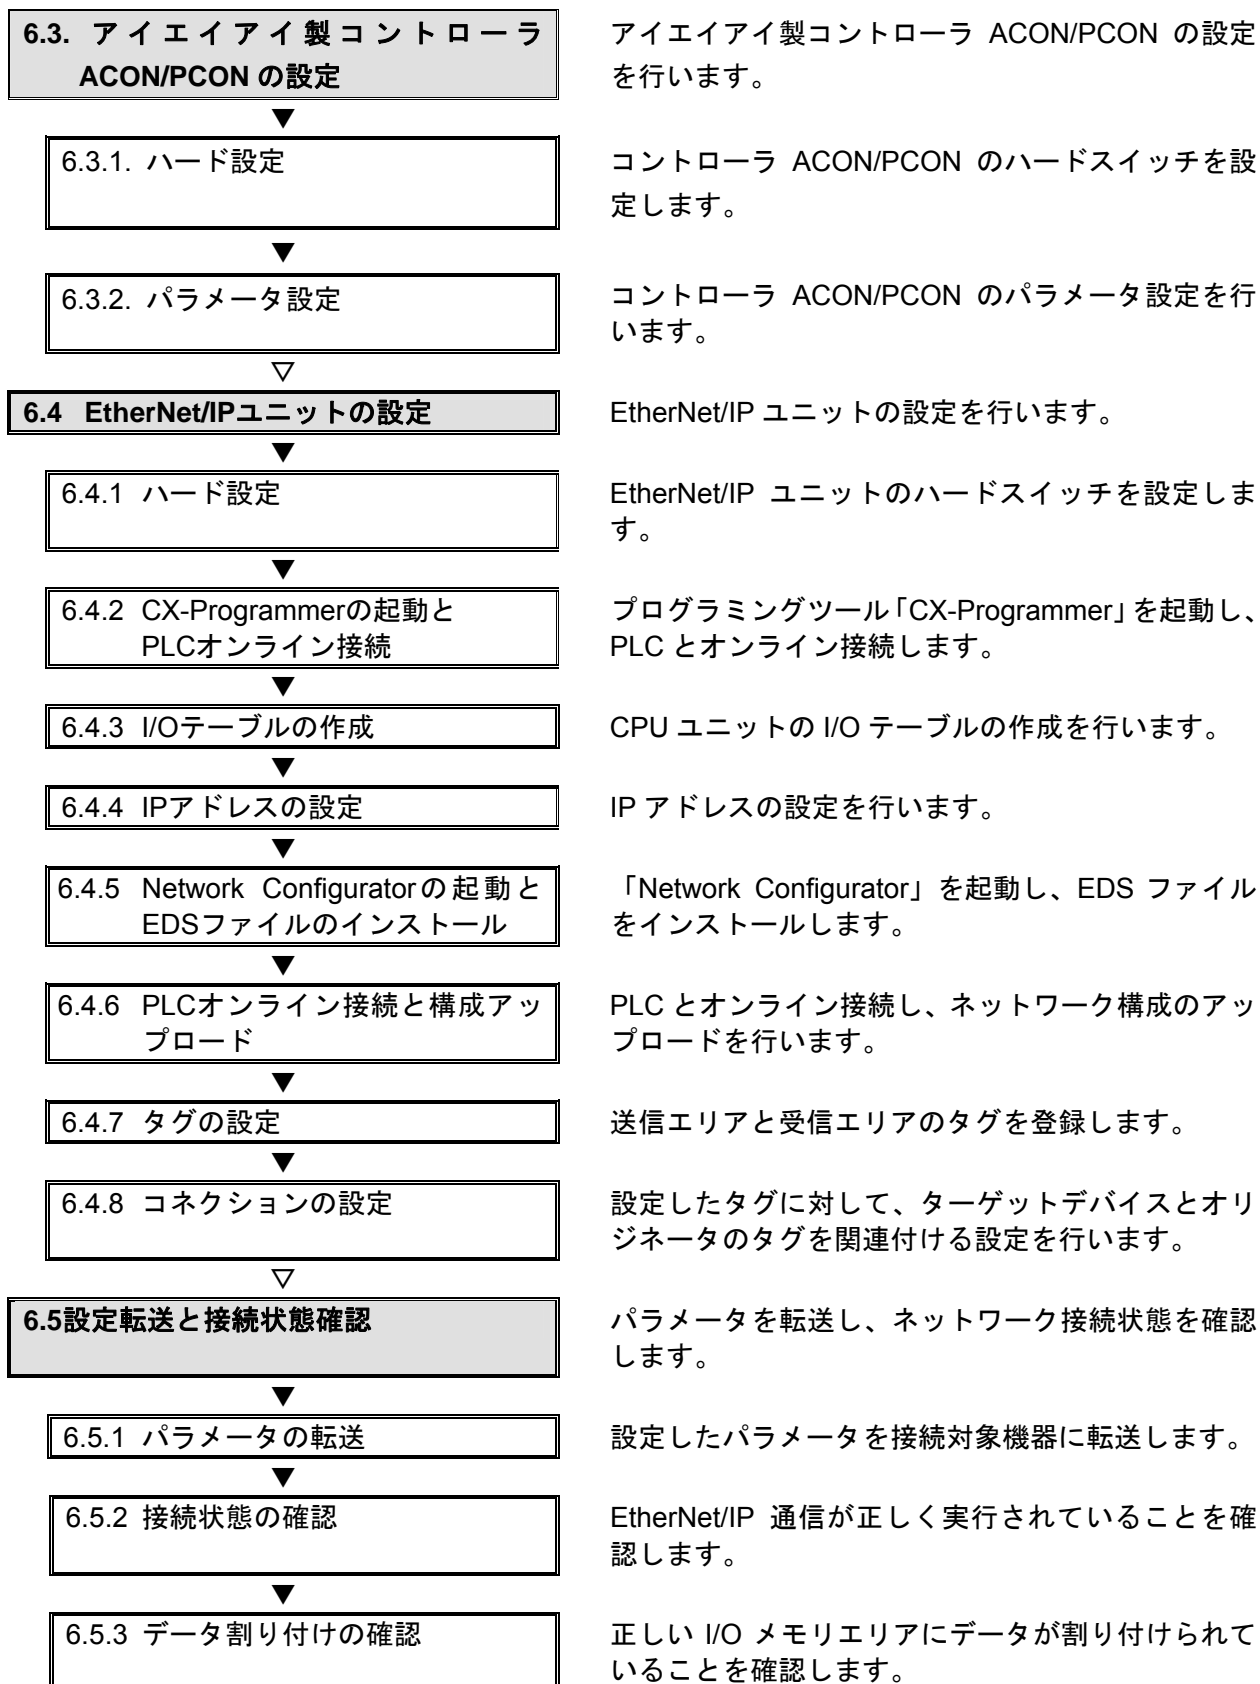 6.3. アイエイアイ製コントローラ
ACON/PCON の設定
アイエイアイ製コントローラ ACON/PCON の設定
を行います。
▼
6.3.1. ハード設定
コントローラ ACON/PCON のハードスイッチを設
定します。
▼
6.3.2. パラメータ設定
コントローラ ACON/PCON のパラメータ設定を行
います。
▽
6.4 EtherNet/IPユニットの設定
EtherNet/IP ユニットの設定を行います。
▼
6.4.1 ハード設定
EtherNet/IP ユニットのハードスイッチを設定しま
す。
▼
6.4.2 CX-Programmerの起動と
PLCオンライン接続
プログラミングツール「CX-Programmer」を起動し、
PLC とオンライン接続します。
▼
6.4.3 I/Oテーブルの作成
CPU ユニットの I/O テーブルの作成を行います。
▼
6.4.4 IPアドレスの設定
IP アドレスの設定を行います。
▼
6.4.5 Network Configuratorの起動と
EDSファイルのインストール
「Network Configurator」を起動し、EDS ファイル
をインストールします。
▼
6.4.6 PLCオンライン接続と構成アッ
プロード
PLC とオンライン接続し、ネットワーク構成のアッ
プロードを行います。
▼
6.4.7 タグの設定
送信エリアと受信エリアのタグを登録します。
▼
6.4.8 コネクションの設定
設定したタグに対して、ターゲットデバイスとオリ
ジネータのタグを関連付ける設定を行います。
▽
6.5設定転送と接続状態確認
パラメータを転送し、ネットワーク接続状態を確認
します。
▼
6.5.1 パラメータの転送
設定したパラメータを接続対象機器に転送します。
▼
6.5.2 接続状態の確認
EtherNet/IP 通信が正しく実行されていることを確
認します。
▼
6.5.3 データ割り付けの確認
正しい I/O メモリエリアにデータが割り付けられて
いることを確認します。